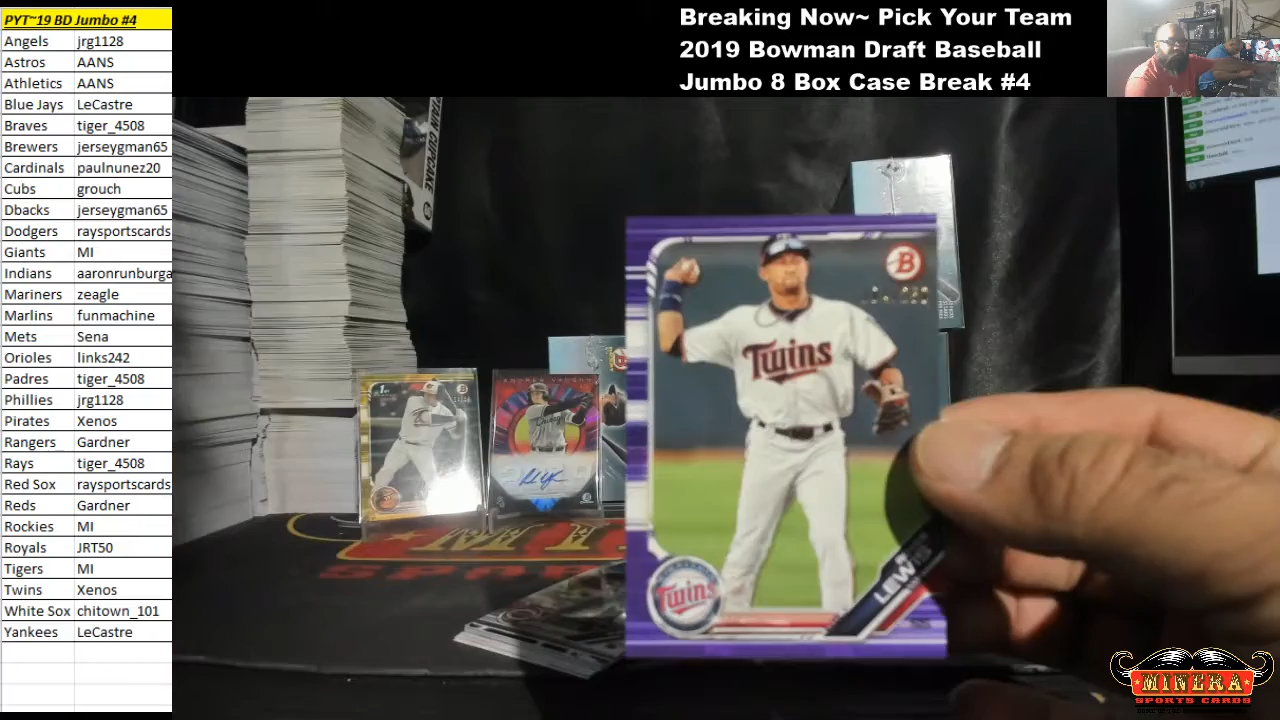 PYT~19 BD Jumbo #4
Angels jrg1128
Astros AANS
Athletics AANS
Blue Jays LeCastre
Braves tiger_4508
Brewers jerseygman65
Cardinals paulnunez20
Cubs grouch
Dbacks jerseygman65
Dodgers raysportscards
Giants MI
Indians aaronrunburga
Mariners zeagle
Marlins funmachine
Mets Sena
Orioles links242
Padres tiger_4508
Phillies jrg1128
Pirates Xenos
Rangers Gardner
Rays tiger_4508
Red Sox raysportscards
Reds Gardner
Rockies MI
Royals JRT50
Tigers MI
Twins Xenos
White Sox chitown_101
Yankees LeCastre
Breaking Now~ Pick Your Team
2019 Bowman Draft Baseball
Jumbo 8 Box Case Break #4
B
Twins
LEWIS
Twins
MINERA
SPORTS CARDS